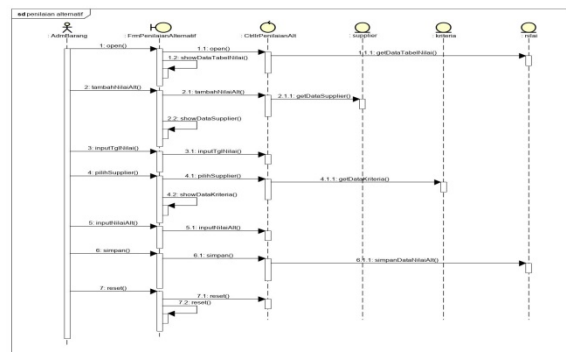 sd penilaian alternatif
: AdmBarang
: FrmPenilaianAlternatif
: CtrlrPenilaianAlt
: supplier
: kriteria
: nilai
1: open()
1.1: open()
1.1.1: getDataTabelNilai()
1.2: showDataTabelNilai()
2: tambahNilaiAlt()
2.1: tambahNilaiAlt()
2.1.1: getDataSupplier()
2.2: showDataSupplier()
3: inputTglNilai()
3.1: inputTglNilai()
4: pilihSupplier()
4.1: pilihSupplier()
4.1.1: getDataKriteria()
4.2: showDataKriteria()
5: inputNilaiAlt()
5.1: inputNilaiAlt()
6: simpan()
6.1: simpan()
6.1.1: simpanDataNilaiAlt()
7: reset()
7.1: reset()
7.2: reset()